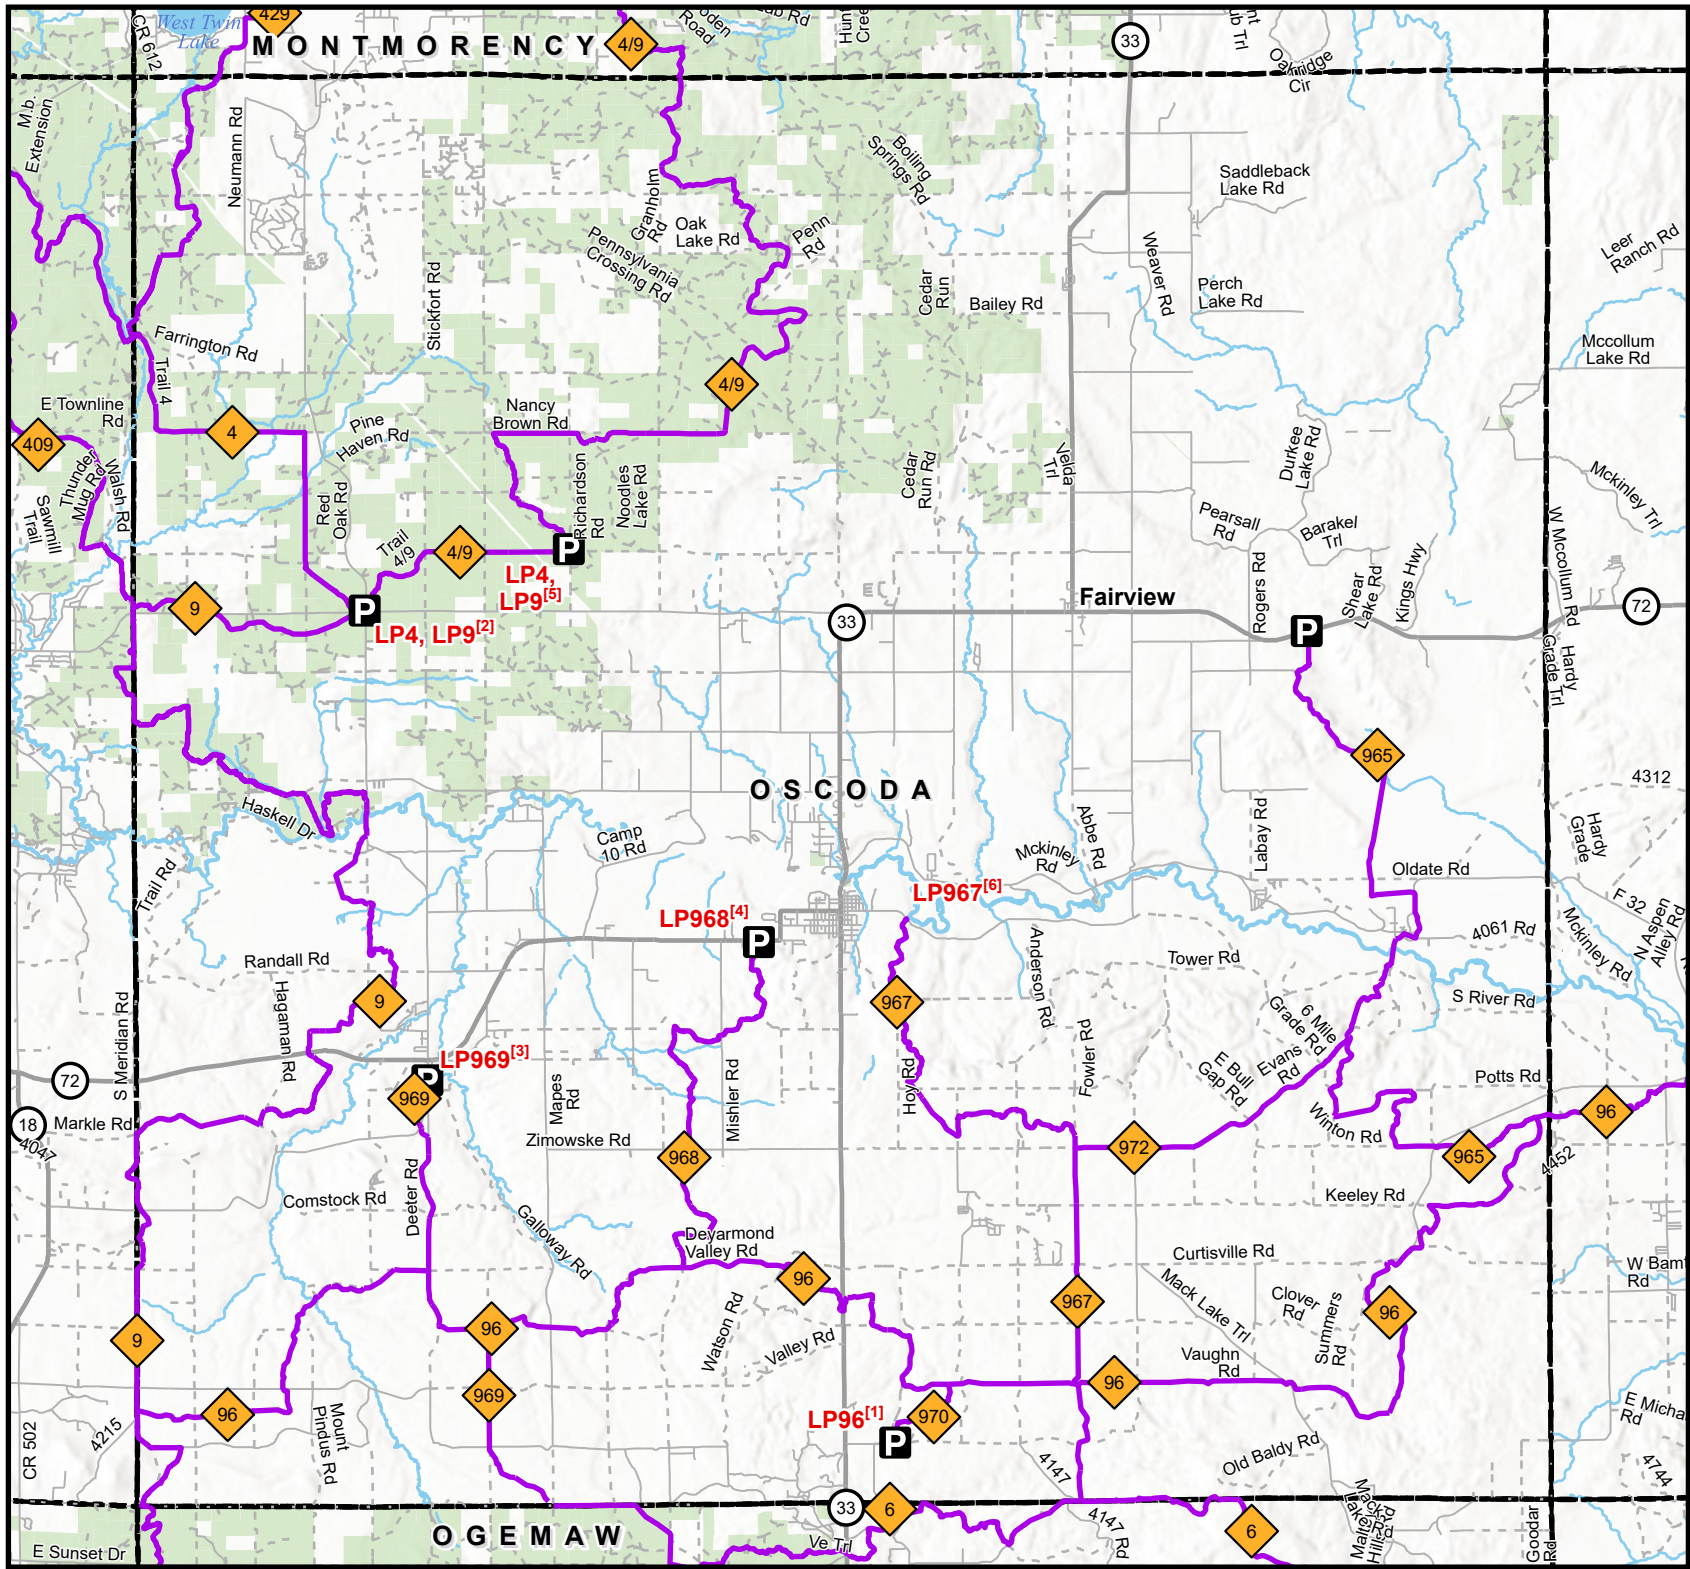 429
West Twin
Lake
CR 612
MONTMORENCY
4/9
Road
33
Oakridge
Cir
M.b.
Extension
Neumann Rd
Boiling
Springs Rd
Saddleback
Lake Rd
Granholm
Rd
Oak
Lake Rd
Penn
Rd
Pennsylvania
Crossing Rd
Leer
Ranch Rd
Weaver Rd
Stickfort Rd
Cedar
Run
Bailey Rd
Perch
Lake Rd
Farrington Rd
Mccollum
Lake Rd
Trail 4
4/9
E Townline
Rd
4
Nancy
Brown Rd
Pine
Haven Rd
409
Thunder
Mug Rd
Walsh Rd
Durkee
Lake Rd
Velda
Trl
Cedar
Run Rd
Richardson
Rd
Noodles
Lake Rd
Mckinley Trl
Sawmill
Trail
Red
Oak Rd
Pearsall
Rd
Barakel
Trl
Trail
4/9
4/9
P
W Mccollum Rd
LP4,
LP9[5]
Rogers Rd
Shear
Lake Rd
Kings Hwy
9
P
LP4, LP9[2]
33
Fairview
P
72
Hardy
Grade Trl
965
OSCODA
4312
Haskell Dr
Camp
10 Rd
Mckinley
Rd
Abbe Rd
Labay Rd
Hardy
Grade
Oldate Rd
Trail Rd
LP967[6]
F 32
N Aspen
Alley Rd
LP968[4]
P
4061 Rd
Mckinley Rd
Randall Rd
Anderson Rd
Tower Rd
9
967
S River Rd
S Meridian Rd
Hagaman Rd
6 Mile
Grade Rd
LP969[3]
P
Fowler Rd
E Bull
Gap Rd
Evans
Rd
72
969
Mapes
Rd
Mishler Rd
Hoy Rd
Potts Rd
96
18
Markle Rd
4047
Zimowske Rd
Winton Rd
972
968
965
4452
Comstock Rd
Deeter Rd
Keeley Rd
Galloway Rd
Deyarmond
Valley Rd
Curtisville Rd
W Bamf
Rd
96
Mack Lake Trl
Clover
Rd
967
Summers
Rd
96
9
96
Watson Rd
Valley Rd
Vaughn
Rd
96
969
96
LP96[1]
970
P
E Micha
Rd
CR 502
4215
Mount
Pindus Rd
4147
Old Baldy Rd
4744
33
6
4147 Rd
6
OGEMAW
Ve Trl
E Sunset Dr
Goodar
Rd